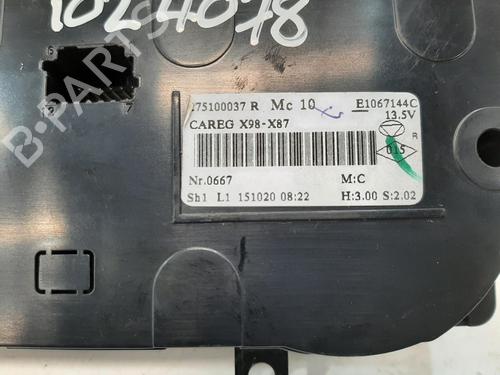 1024078
275100037 R Mc 10 E1067144C
13.5V
CAREG X98-X87
R
015
Nr.0667 M:C
Sh1 L1 151020 08:22 H:3.00 S:2.02
B-PARTS